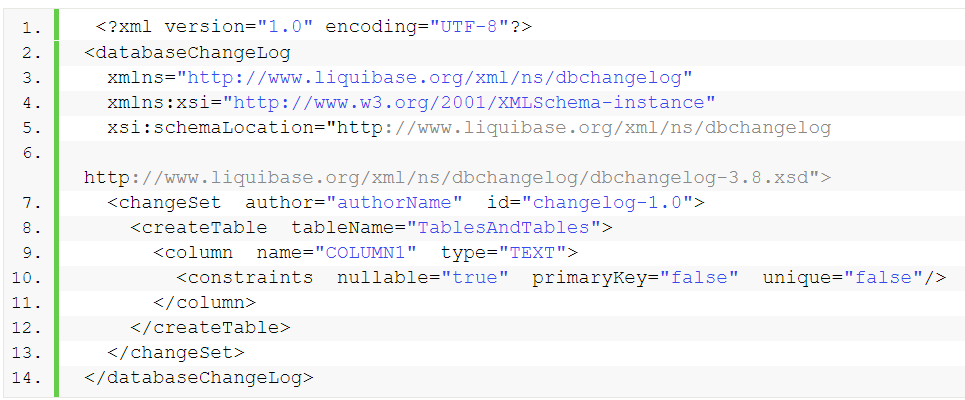 1. <?xml version="1.0" encoding="UTF-8"?>
2. <databaseChangeLog
3. xmlns="http://www.liquibase.org/xml/ns/dbchangelog"
4. xmlns:xsi="http://www.w3.org/2001/XMLSchema-instance"
5. xsi:schemaLocation="http://www.liquibase.org/xml/ns/dbchangelog
6.
http://www.liquibase.org/xml/ns/dbchangelog/dbchangelog-3.8.xsd">
7. <changeSet author="authorName" id="changelog-1.0">
8. <createTable tableName="TablesAndTables">
9. <column name="COLUMN1" type="TEXT">
10. <constraints nullable="true" primaryKey="false" unique="false"/>
11. </column>
12. </createTable>
13. </changeSet>
14. </databaseChangeLog>